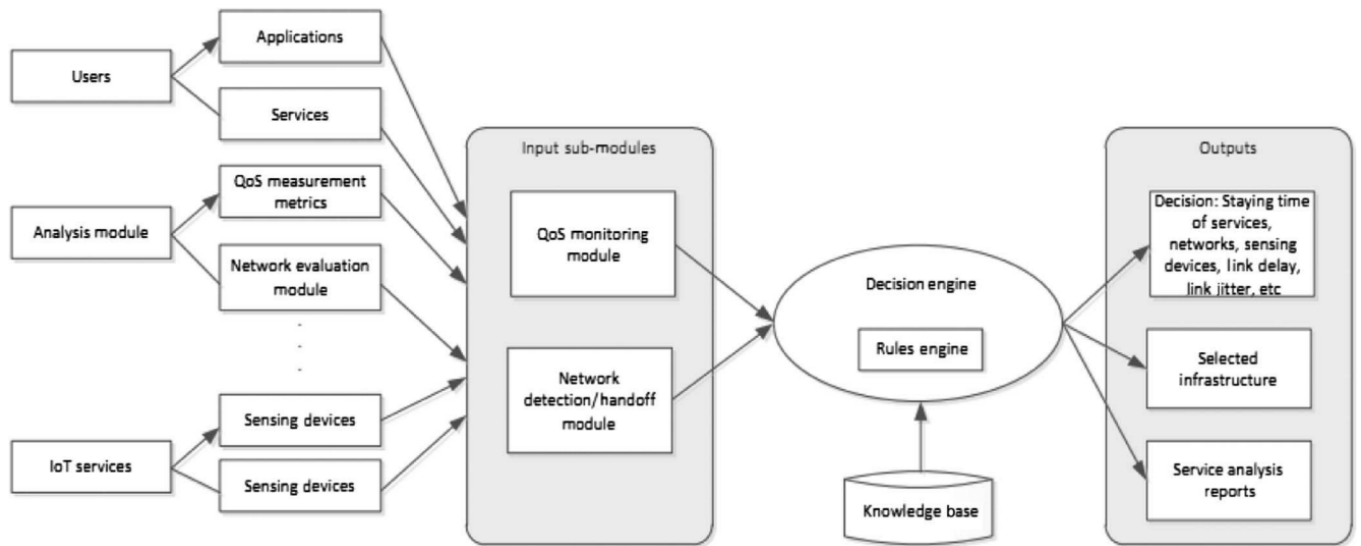 Users
Applications
Services
Analysis module
QoS measurement
metrics
Network evaluation
module
IoT services
Sensing devices
Sensing devices
Input sub-modules
QoS monitoring
module
Network
detection/handoff
module
Decision engine
Rules engine
Knowledge base
Outputs
Decision: Staying time
of services,
networks, sensing
devices, link delay,
link jitter, etc
Selected
infrastructure
Service analysis
reports